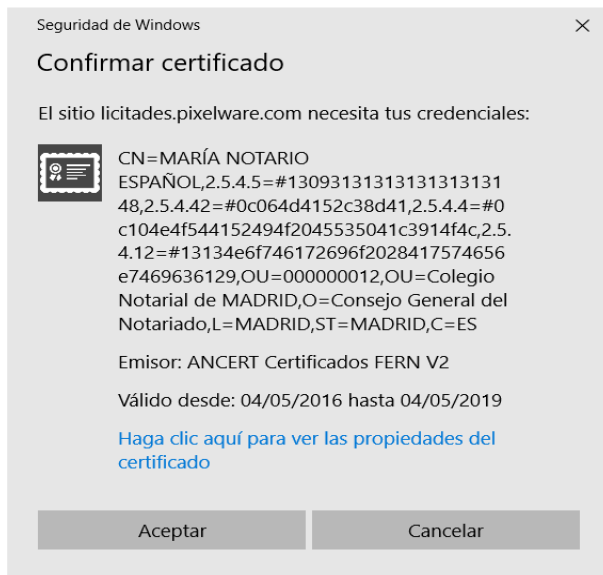 Seguridad de Windows
Confirmar certificado
El sitio licitades.pixelware.com necesita tus credenciales:
CN=MARÍA NOTARIO
ESPAÑOL,2.5.4.5=#13093131313131313131
48,2.5.4.42=#0c064d4152c38d41,2.5.4.4=#0
c104e4f544152494f2045535041c3914f4c,2.5.
4.12=#13134e6f746172696f2028417574656
e7469636129,OU=000000012,OU=Colegio
Notarial de MADRID,O=Consejo General del
Notariado,L=MADRID,ST=MADRID,C=ES
Emisor: ANCERT Certificados FERN V2
Válido desde: 04/05/2016 hasta 04/05/2019
Haga clic aquí para ver las propiedades del
certificado
Aceptar
Cancelar